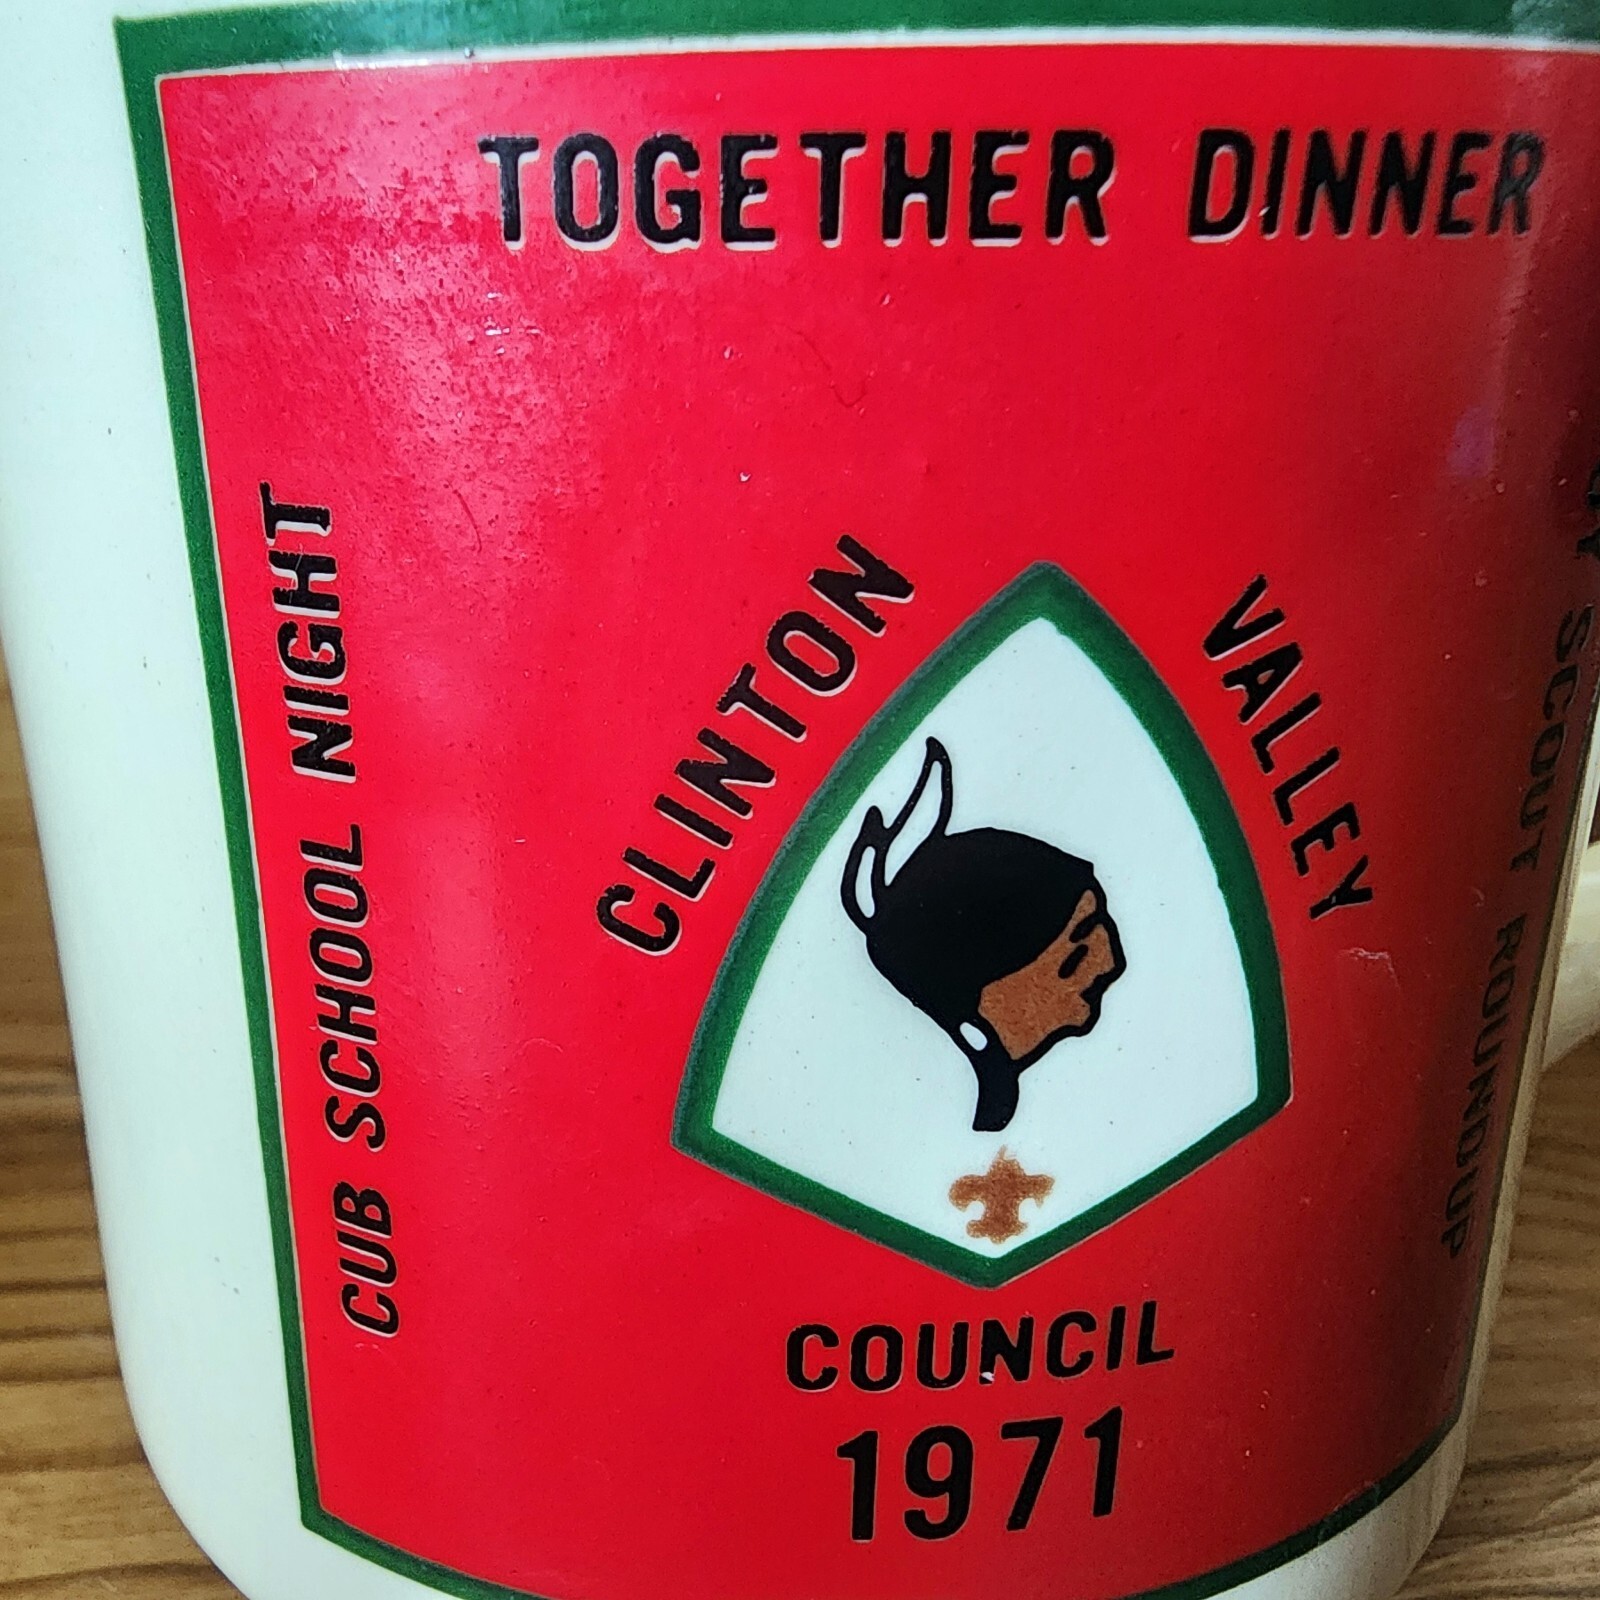 TOGETHER DINNER
CUB SCHOOL NIGHT
CLINTON
VALLEY
COUNCIL
1971
SCOUT ROUNDUP